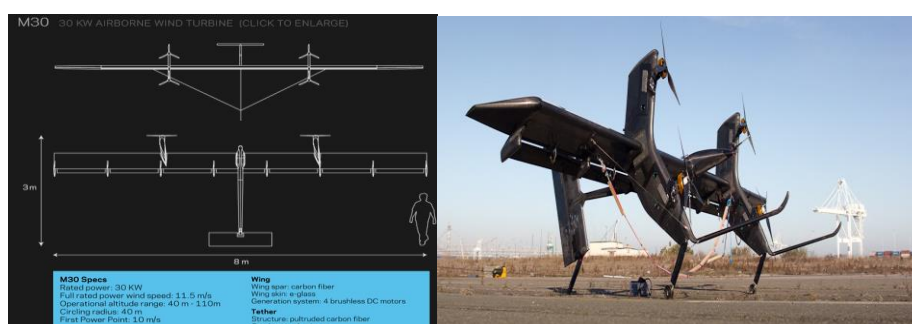 M30 30 KW AIRBORNE WIND TURBINE (CLICK TO ENLARGE)
3m
8 m
M30 Specs
Rated power: 30 KW
Full rated power wind speed: 11.5 m/s
Operational altitude range: 40 m - 110m
Circling radius: 40 m
First Power Point: 10 m/s
Wing
Wing spar: carbon fiber
Wing skin: e-glass
Generation system: 4 brushless DC motors
Tether
Structure: pultruded carbon fiber